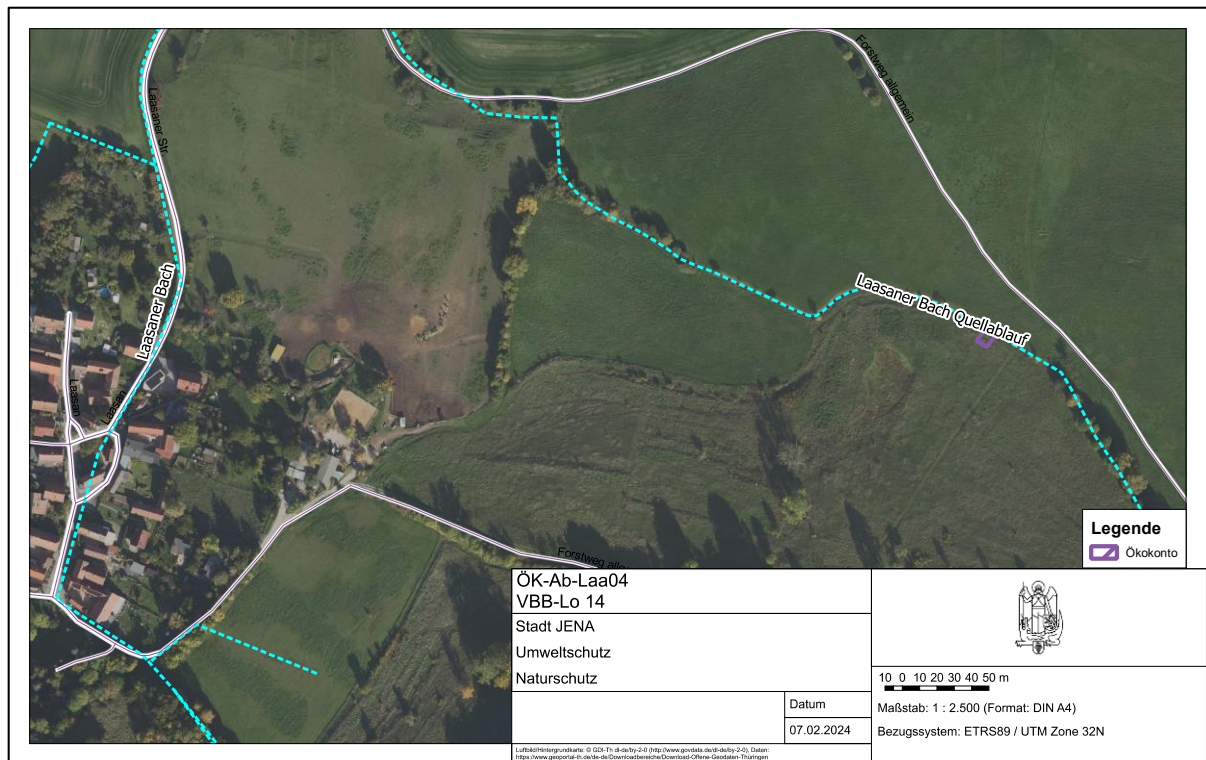 Forstweg allgemein
Laasaner Str.
Laasaner Bach
Laasaner Bach Quellablauf
Laasan
Laasan
Forstweg allge
Legende
Ökokonto
ÖK-Ab-Laa04
VBB-Lo 14
Stadt JENA
Umweltschutz
Naturschutz
Datum
07.02.2024
10 0 10 20 30 40 50 m
Maßstab: 1 : 2.500 (Format: DIN A4)
Bezugssystem: ETRS89 / UTM Zone 32N
Luftbild/Hintergrundkarte: © GDI-Th dl-de/by-2-0 (http://www.govdata.de/dl-de/by-2-0), Daten:
https://www.geoportal-th.de/de-de/Downloadbereiche/Download-Offene-Geodaten-Thüringen